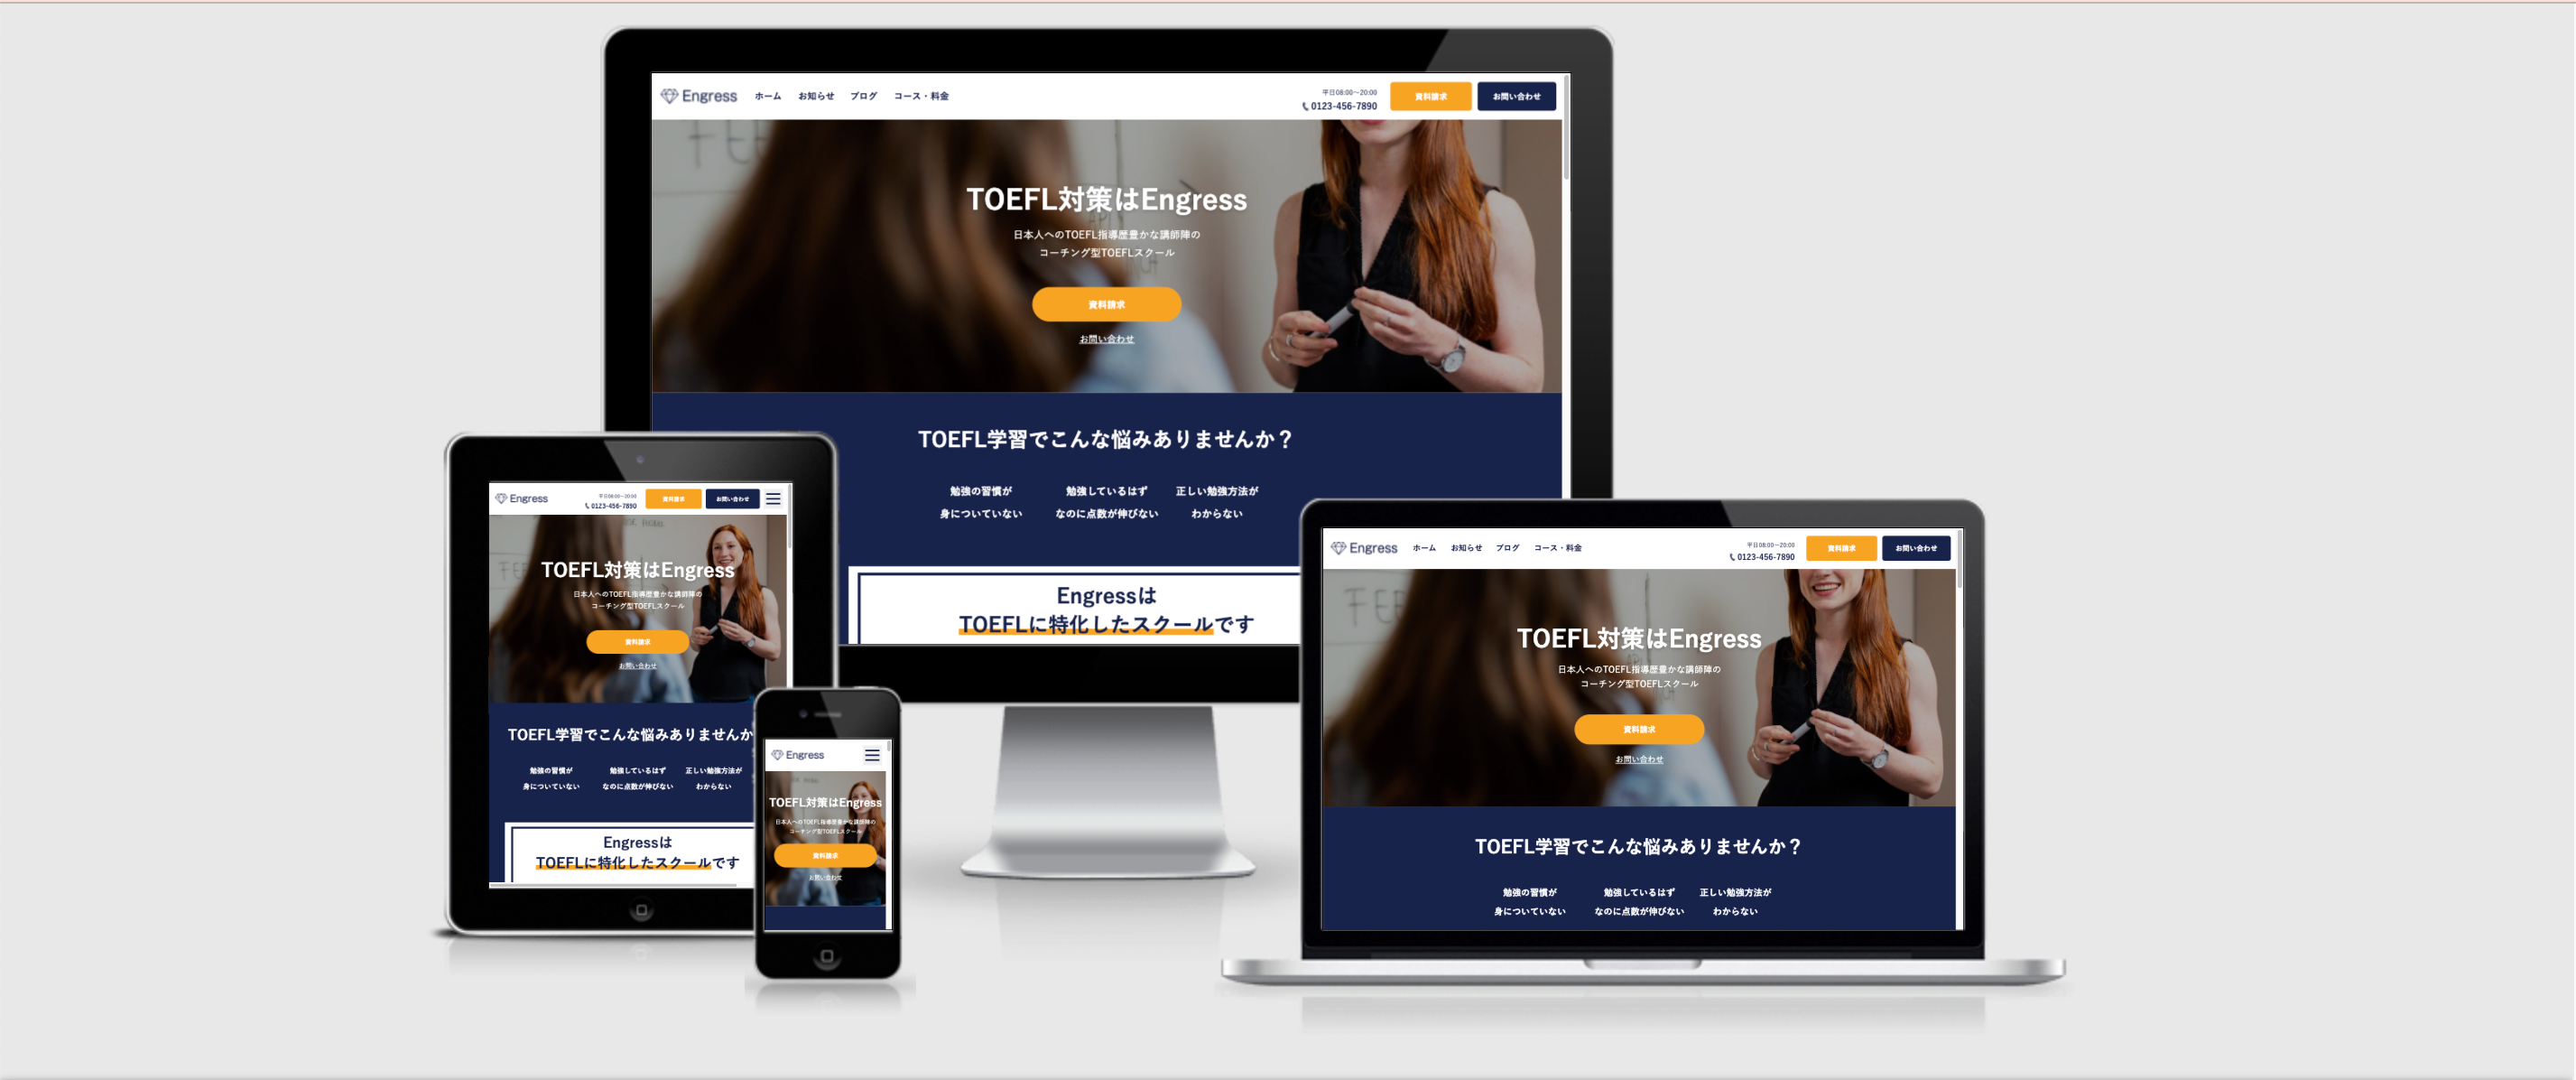 Engress ホーム お知らせ ブログ コース・料金
平日08:00〜20:00
0123-456-7890
資料請求 お問い合わせ
TOEFL対策はEngress
日本人へのTOEFL指導歴豊かな講師陣の
コーチング型TOEFLスクール
資料請求
お問い合わせ
TOEFL学習でこんな悩みありませんか？
勉強の習慣が 勉強しているはず 正しい勉強方法が
身についていない なのに点数が伸びない わからない
Engressは
TOEFLに特化したスクールです
Engress
平日08:00〜20:00
0123-456-7890
資料請求 お問い合わせ
TOEFL対策はEngress
日本人へのTOEFL指導歴豊かな講師陣の
コーチング型TOEFLスクール
資料請求
お問い合わせ
TOEFL学習でこんな悩みありませんか
勉強の習慣が 勉強しているはず 正しい勉強方法が
身についていない なのに点数が伸びない わからない
Engressは
TOEFLに特化したスクールです
Engress
TOEFL対策はEngress
日本人へのTOEFL指導歴豊かな講師陣の
コーチング型TOEFLスクール
資料請求
お問い合わせ
Engress ホーム お知らせ ブログ コース・料金
平日08:00〜20:00
0123-456-7890
資料請求 お問い合わせ
TOEFL対策はEngress
日本人へのTOEFL指導歴豊かな講師陣の
コーチング型TOEFLスクール
資料請求
お問い合わせ
TOEFL学習でこんな悩みありませんか？
勉強の習慣が 勉強しているはず 正しい勉強方法が
身についていない なのに点数が伸びない わからない